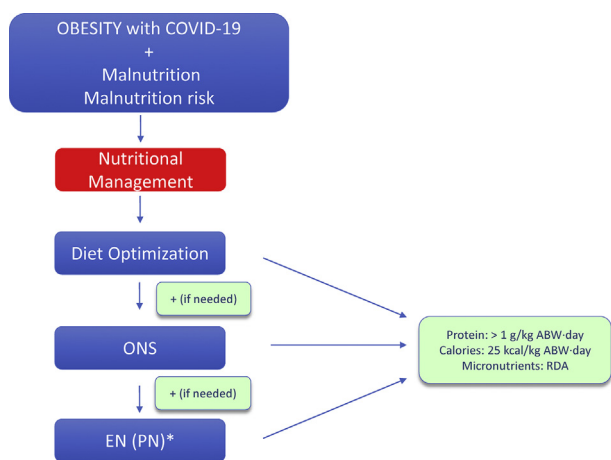 OBESITY with COVID-19
+
Malnutrition
Malnutrition risk
Nutritional
Management
Diet Optimization
+ (if needed)
ONS
+ (if needed)
EN (PN)*
Protein: > 1 g/kg ABW·day
Calories: 25 kcal/kg ABW·day
Micronutrients: RDA